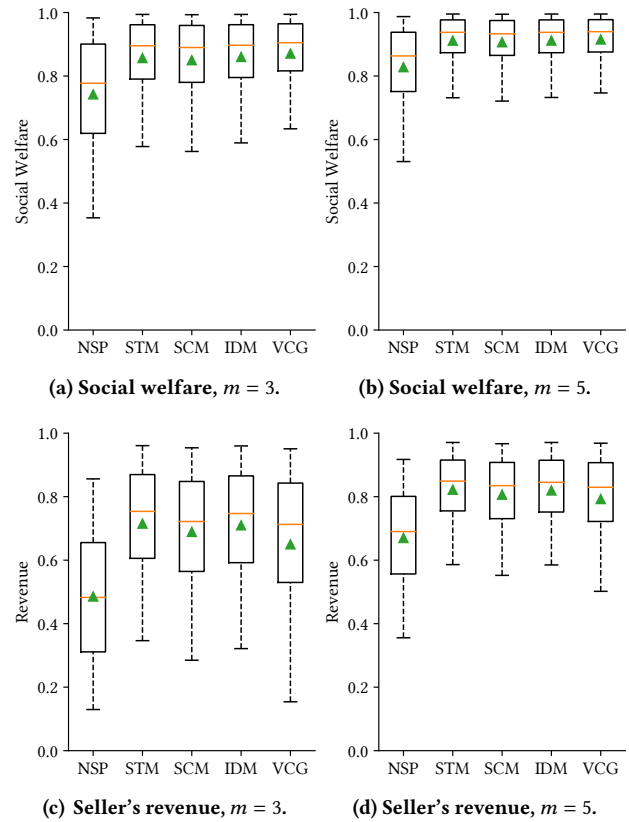 1.0
0.8
0.6
0.4
0.2
0.0
Social Welfare
NSP STM SCM IDM VCG
(a) Social welfare, m = 3.
1.0
0.8
0.6
0.4
0.2
0.0
Social Welfare
NSP STM SCM IDM VCG
(b) Social welfare, m = 5.
1.0
0.8
0.6
0.4
0.2
0.0
Revenue
NSP STM SCM IDM VCG
(c) Seller's revenue, m = 3.
1.0
0.8
0.6
0.4
0.2
0.0
Revenue
NSP STM SCM IDM VCG
(d) Seller's revenue, m = 5.